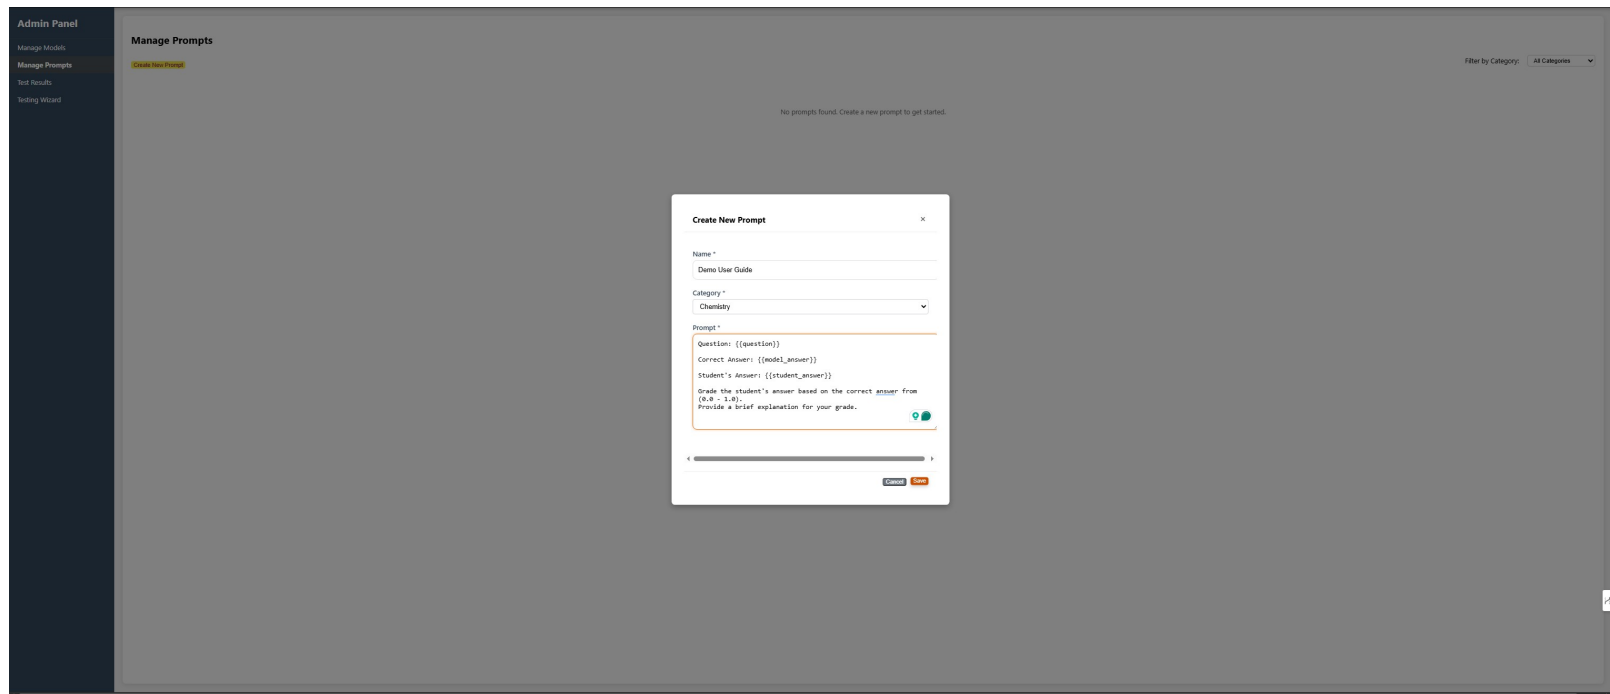 Admin Panel
Manage Models
Manage Prompts
Test Results
Testing Wizard
Manage Prompts
Create New Prompt
Filter by Category: All Categories
No prompts found. Create a new prompt to get started.
Create New Prompt ×
Name *
Demo User Guide
Category *
Chemistry
Prompt *
Question: {{question}}
Correct Answer: {{model_answer}}
Student's Answer: {{student_answer}}
Grade the student's answer based on the correct answer from
(0.0 - 1.0).
Provide a brief explanation for your grade.
Cancel Save